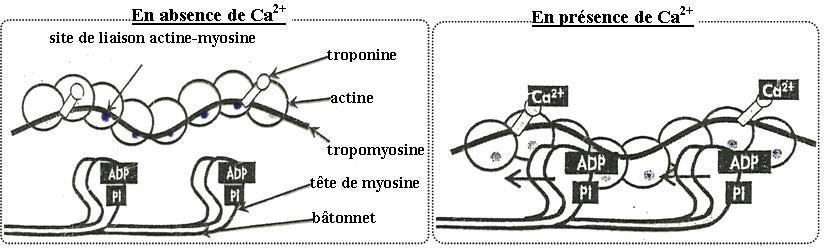 En absence de Ca2+
site de liaison actine-myosine
troponine
actine
tropomyosine
ADP
PI
ADP
PI
tête de myosine
bâtonnet
En présence de Ca2+
Ca2+
Ca2+
ADP
PI
ADP
PI